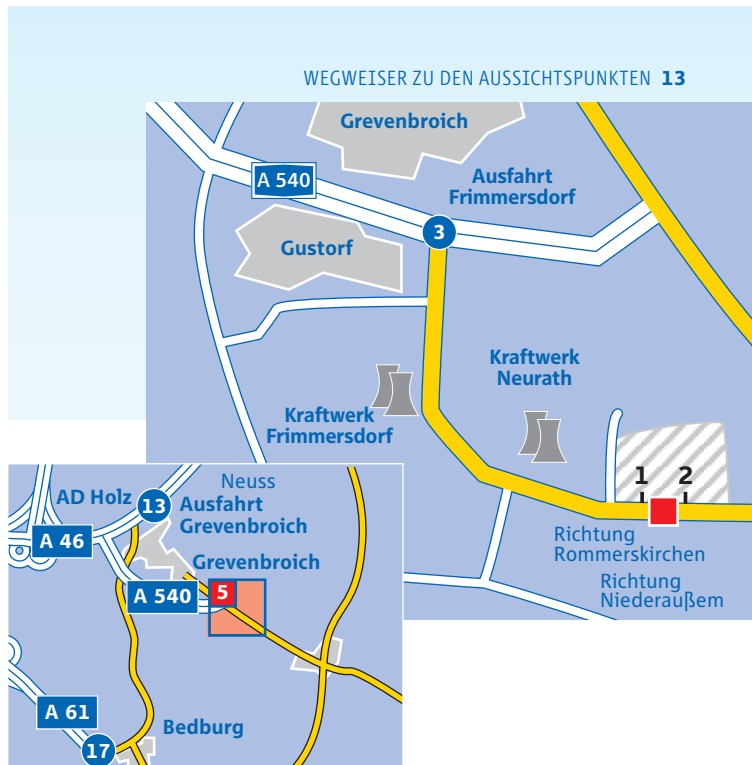 WEGWEISER ZU DEN AUSSICHTSPUNKTEN 13
Grevenbroich
A 540
Ausfahrt
Frimmersdorf
3
Gustorf
Kraftwerk
Neurath
Kraftwerk
Frimmersdorf
1 2
Richtung
Rommerskirchen
Richtung
Niederaußem
Neuss
AD Holz
13
Ausfahrt
Grevenbroich
A 46
Grevenbroich
A 540
5
A 61
Bedburg
17